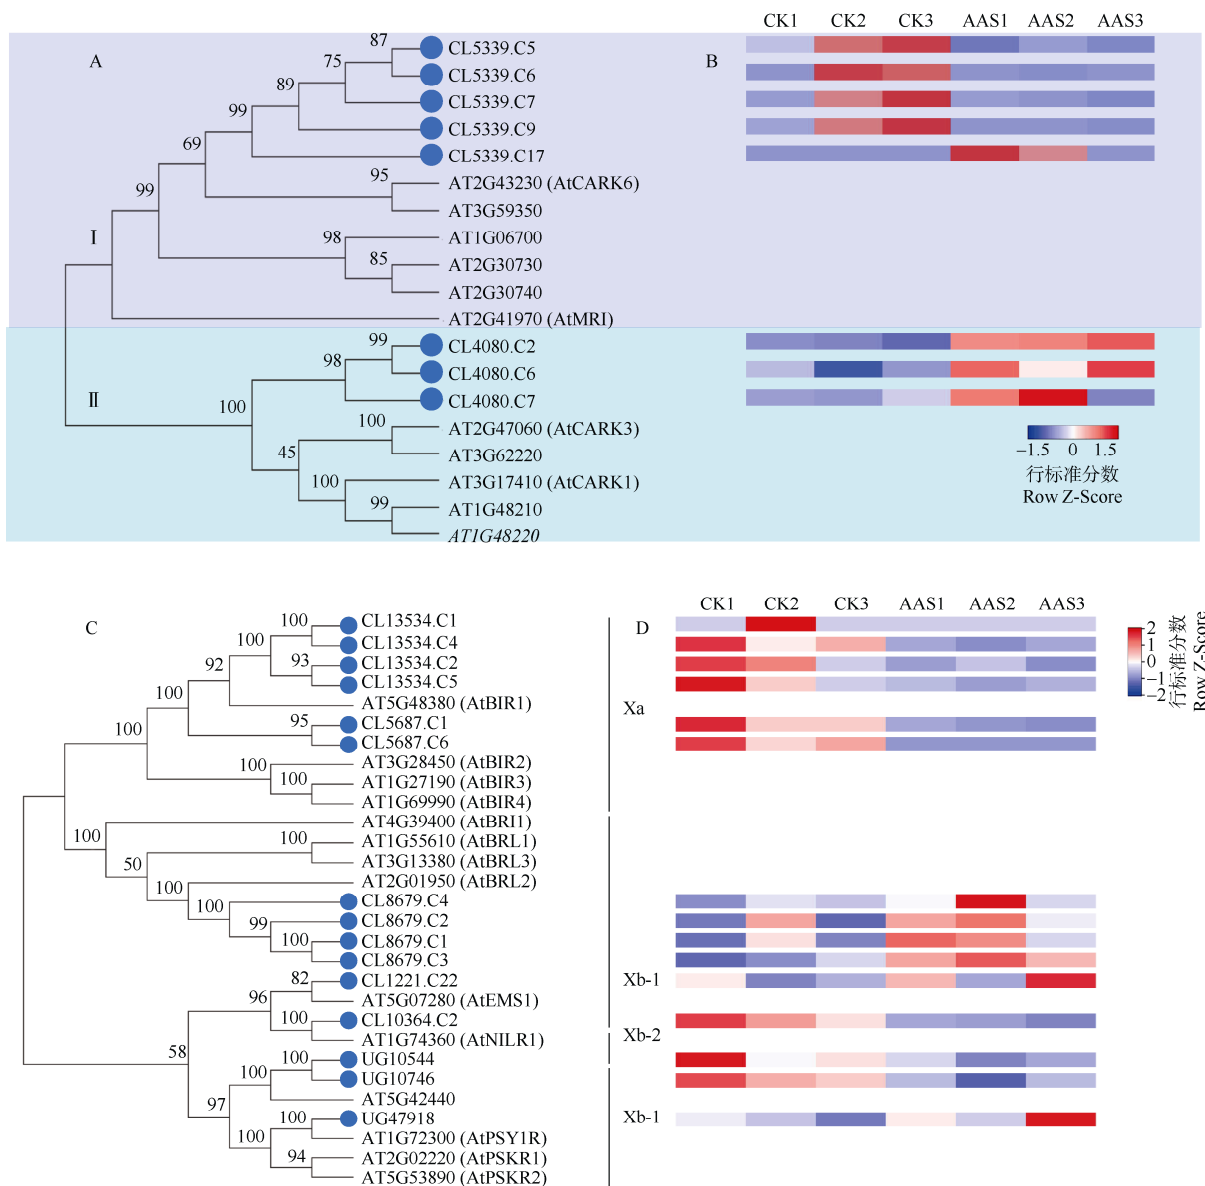 CK1 CK2 CK3 AAS1 AAS2 AAS3
A
B
87 CL5339.C5
75 CL5339.C6
89 CL5339.C7
99 CL5339.C9
69 CL5339.C17
95 AT2G43230 (AtCARK6)
99 AT3G59350
Ⅰ
98 AT1G06700
85 AT2G30730
AT2G30740
AT2G41970 (AtMRI)
99 CL4080.C2
98 CL4080.C6
Ⅱ
100 CL4080.C7
100 AT2G47060 (AtCARK3)
45 AT3G62220
100 AT3G17410 (AtCARK1)
99 AT1G48210
AT1G48220
−1.5 0 1.5
行标准分数
Row Z-Score
CK1 CK2 CK3 AAS1 AAS2 AAS3
C
D
100 CL13534.C1
100 CL13534.C4
92 93 CL13534.C2
CL13534.C5
100 AT5G48380 (AtBIR1)
Xa
95 CL5687.C1
100 CL5687.C6
100 AT3G28450 (AtBIR2)
100 AT1G27190 (AtBIR3)
AT1G69990 (AtBIR4)
AT4G39400 (AtBRI1)
100 100 AT1G55610 (AtBRL1)
50 AT3G13380 (AtBRL3)
100 AT2G01950 (AtBRL2)
100 CL8679.C4
99 CL8679.C2
100 CL8679.C1
CL8679.C3
82 CL1221.C22
Xb-1
96 AT5G07280 (AtEMS1)
100 CL10364.C2
Xb-2
AT1G74360 (AtNILR1)
58 100 UG10544
100 UG10746
AT5G42440
97 100 UG47918
Xb-1
100 AT1G72300 (AtPSY1R)
94 AT2G02220 (AtPSKR1)
AT5G53890 (AtPSKR2)
2
1
0
−1
−2
行标准分数
Row Z-Score